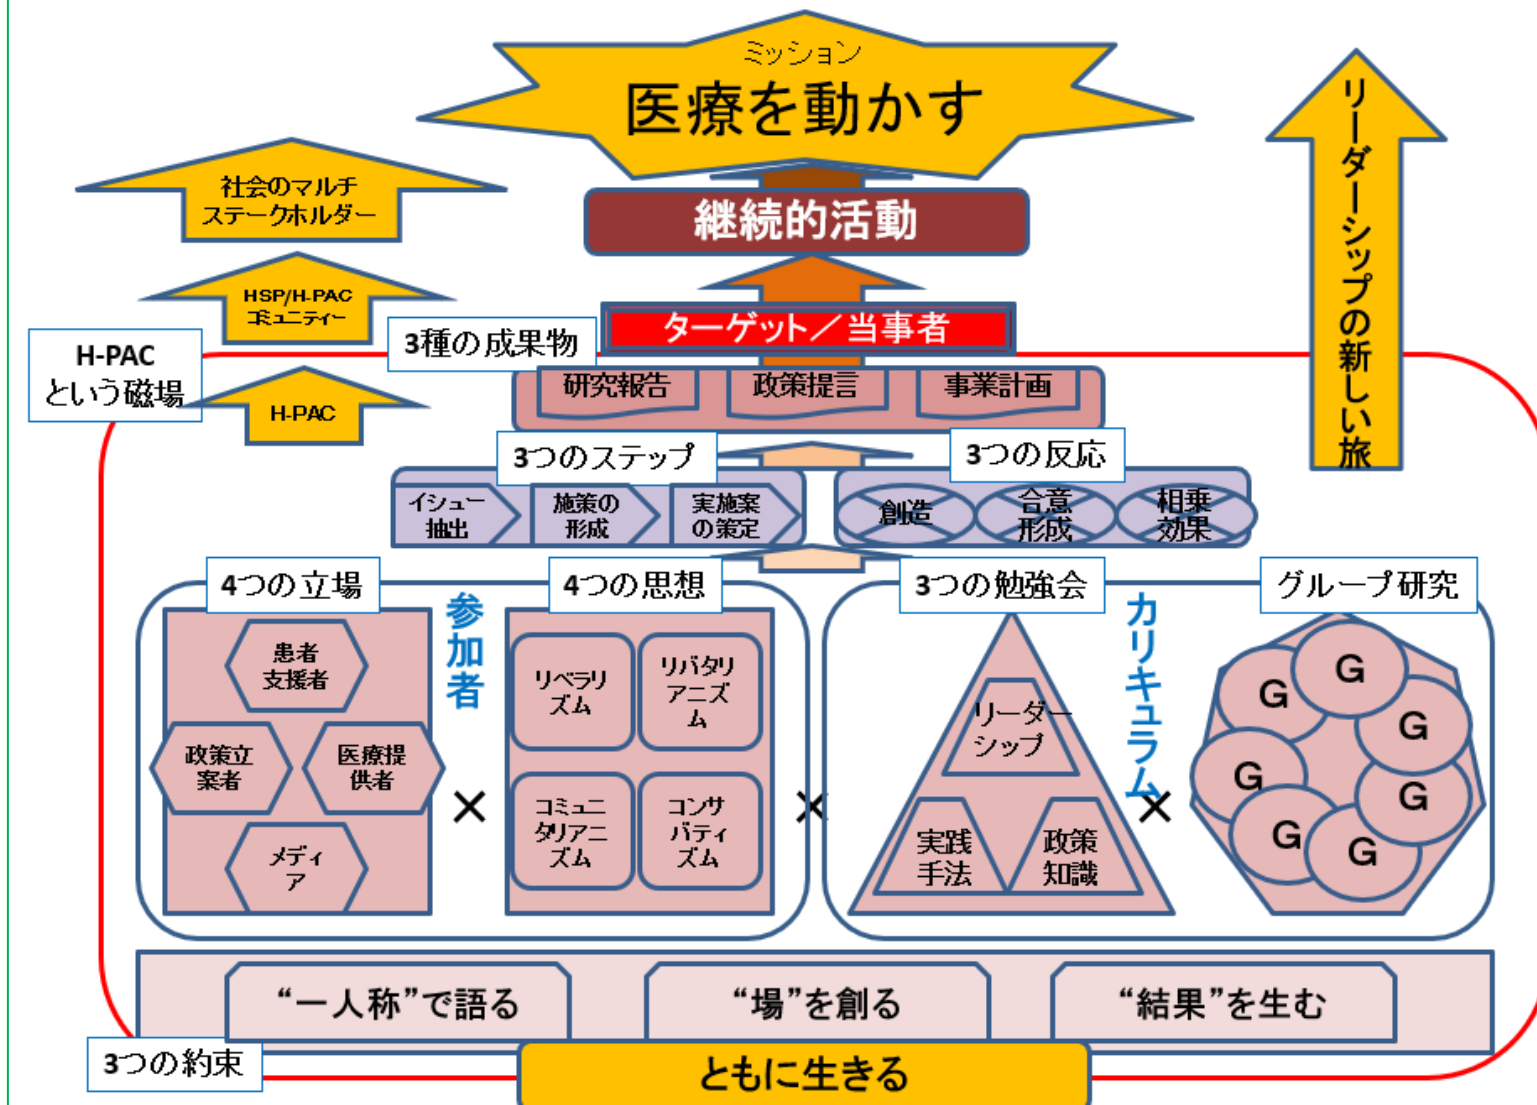 ミッション
医療を動かす
リーダーシップの新しい旅
社会のマルチ
ステークホルダー
継続的活動
HSP/H-PAC
コミュニティー
ターゲット／当事者
3種の成果物
H-PAC
という磁場
H-PAC
研究報告
政策提言
事業計画
3つのステップ
3つの反応
イシュー
抽出
施策の
形成
実施案
の策定
創造
合意
形成
相乗
効果
4つの立場
参加者
4つの思想
3つの勉強会
カリキュラム
グループ研究
患者
支援者
政策立
案者
医療提
供者
メディ
ア
×
リベラリ
ズム
リバタリ
アニズ
ム
コミュニ
タリアニ
ズム
コンサ
バティ
ズム
×
リーダー
シップ
実践
手法
政策
知識
×
G
G
G
G
G
G
G
“一人称”で語る
“場”を創る
“結果”を生む
3つの約束
ともに生きる